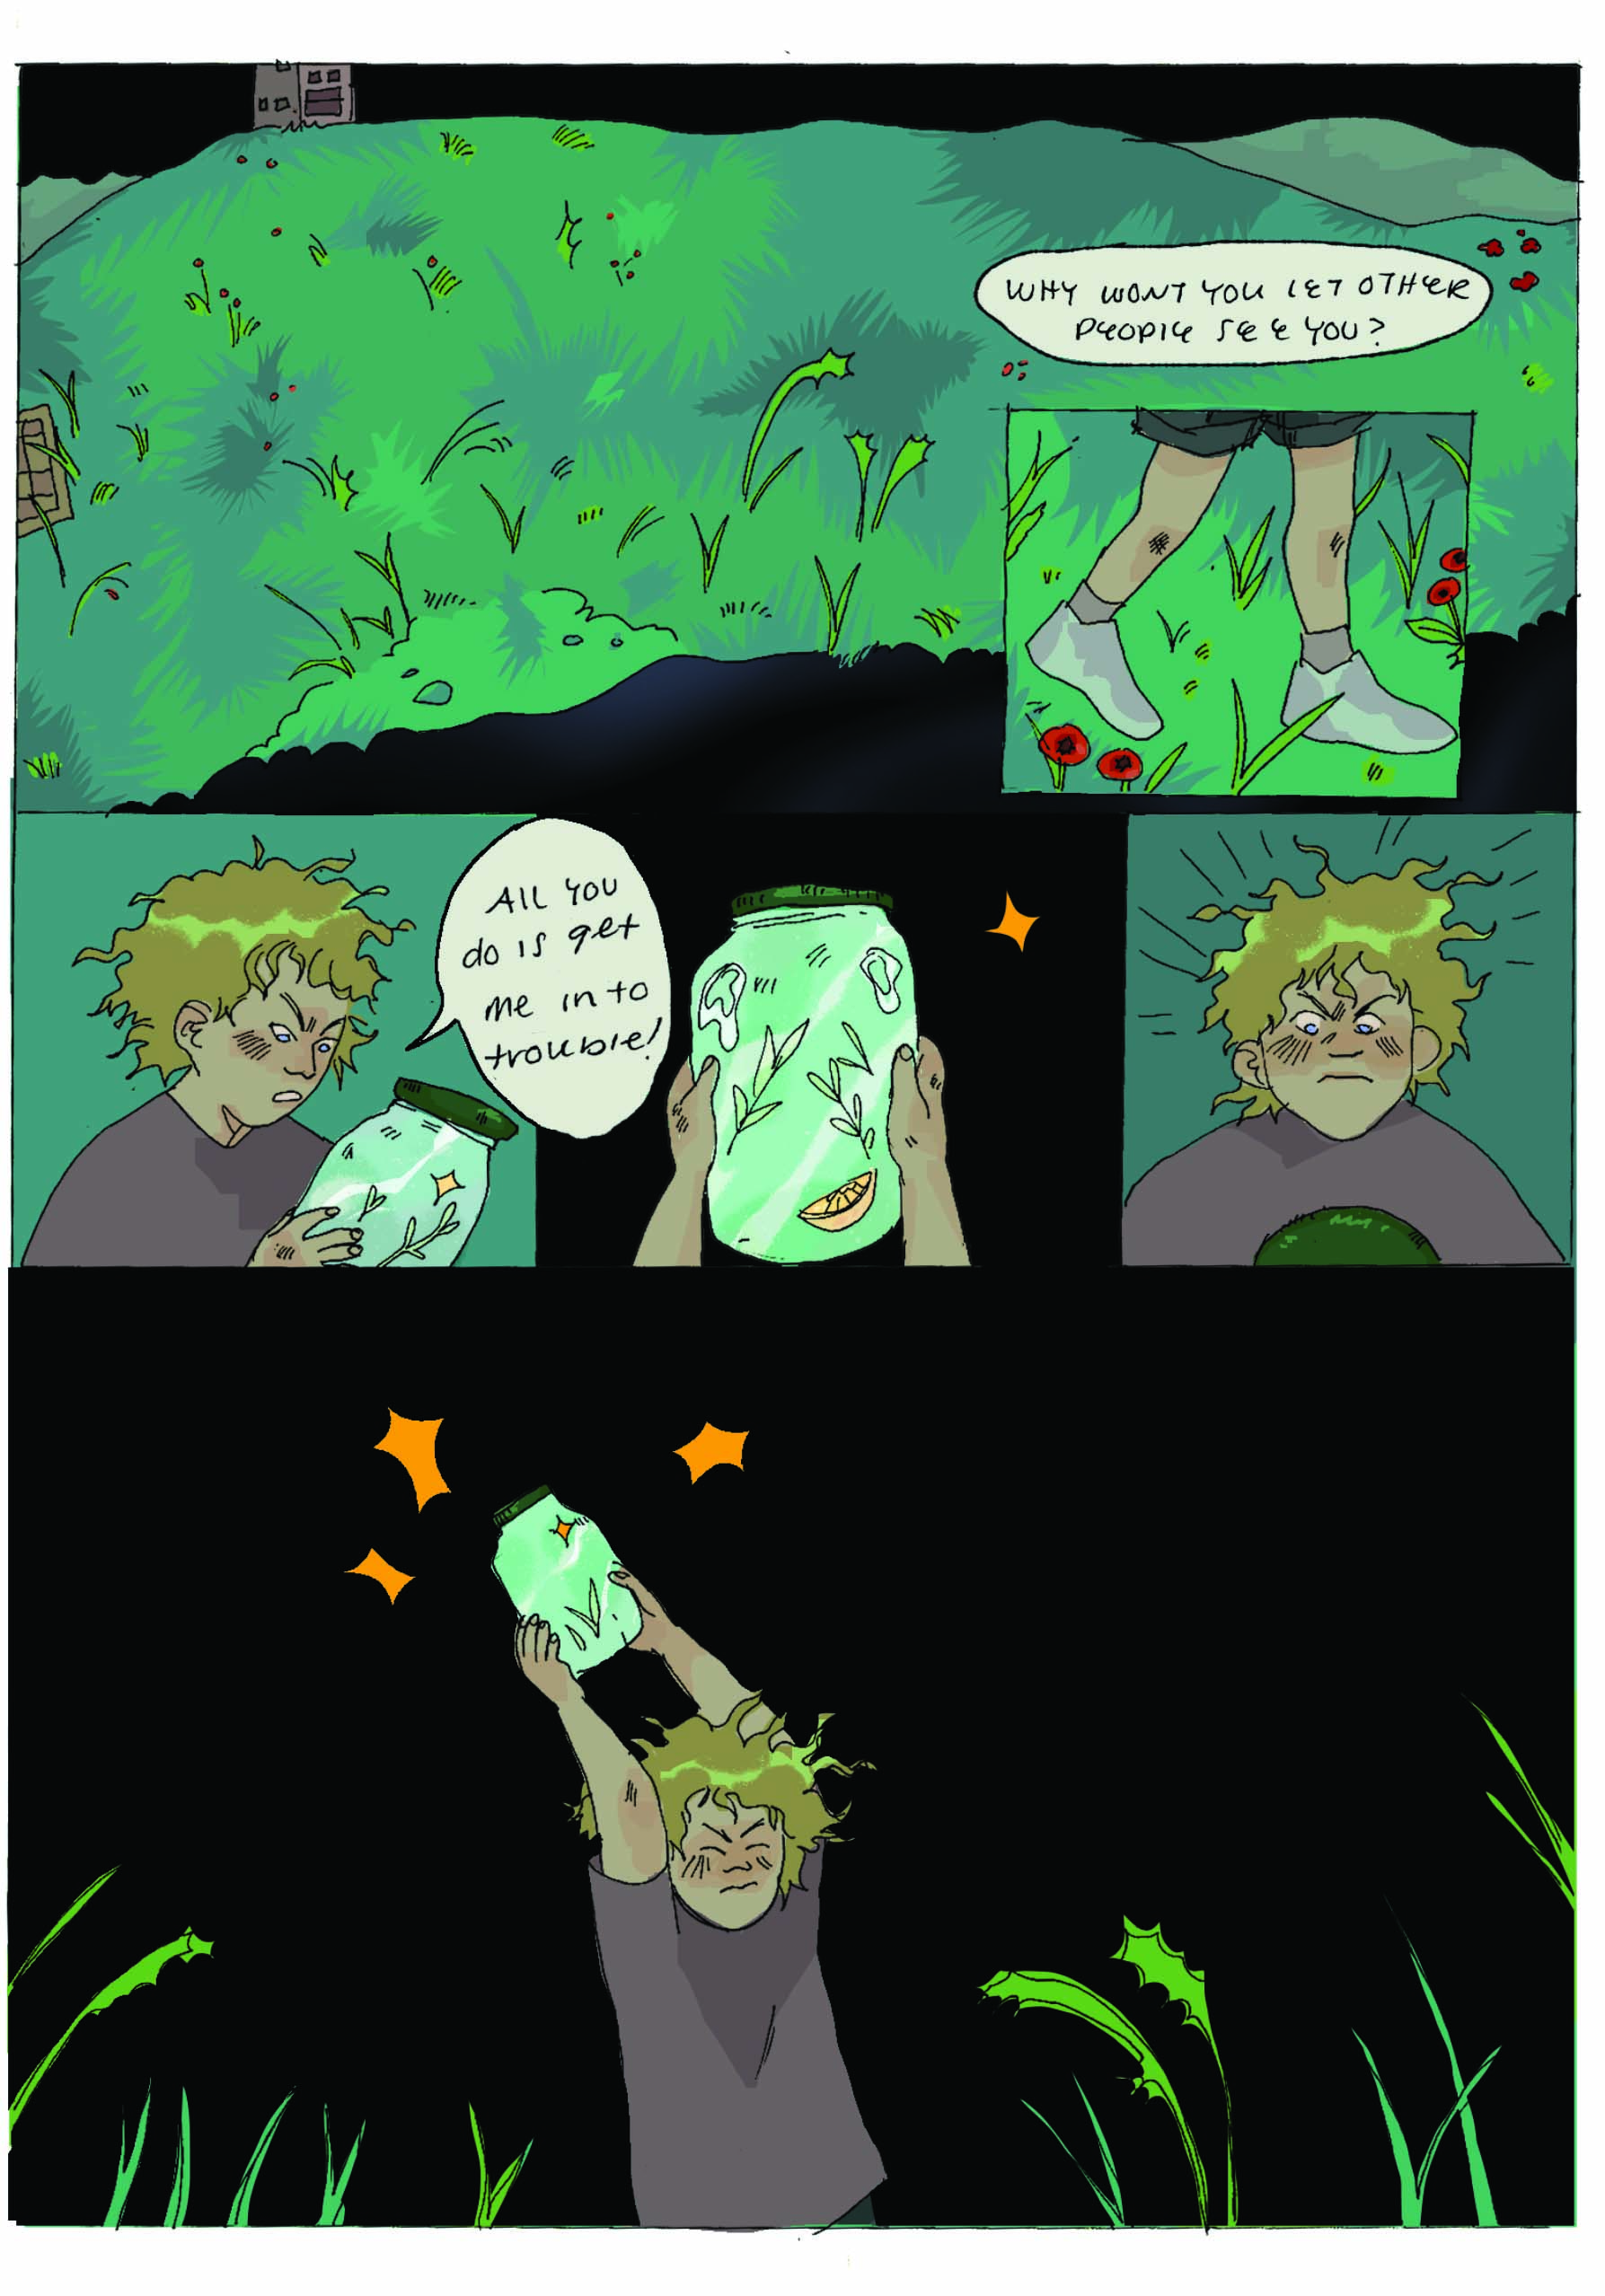 WHY WONT YOU LET OTHER
PEOPLE SEE YOU?
All YOU
do IS get
me into
trouble!